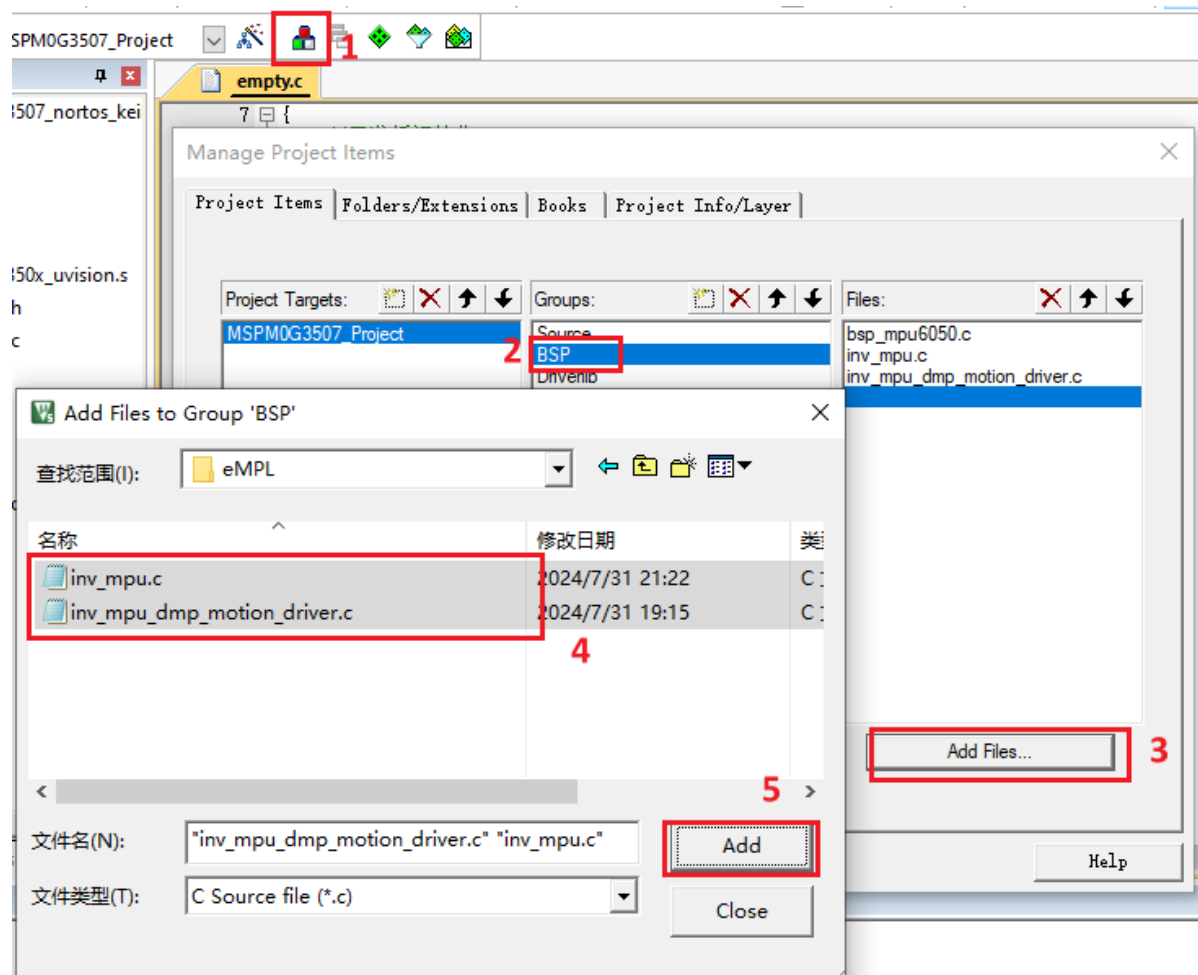 SPM0G3507_Project
1
empty.c
3507_nortos_kei
7
{
Manage Project Items
Project Items
Folders/Extensions
Books
Project Info/Layer
350x_uvision.s
h
c
Project Targets:
Groups:
Files:
MSPM0G3507_Project
Source
2
BSP
Driverlib
bsp_mpu6050.c
inv_mpu.c
inv_mpu_dmp_motion_driver.c
Add Files to Group 'BSP'
查找范围(I):
eMPL
名称
修改日期
inv_mpu.c
2024/7/31 21:22
C
inv_mpu_dmp_motion_driver.c
2024/7/31 19:15
C
4
Add Files...
3
5
文件名(N):
"inv_mpu_dmp_motion_driver.c" "inv_mpu.c"
Add
Help
文件类型(T):
C Source file (*.c)
Close